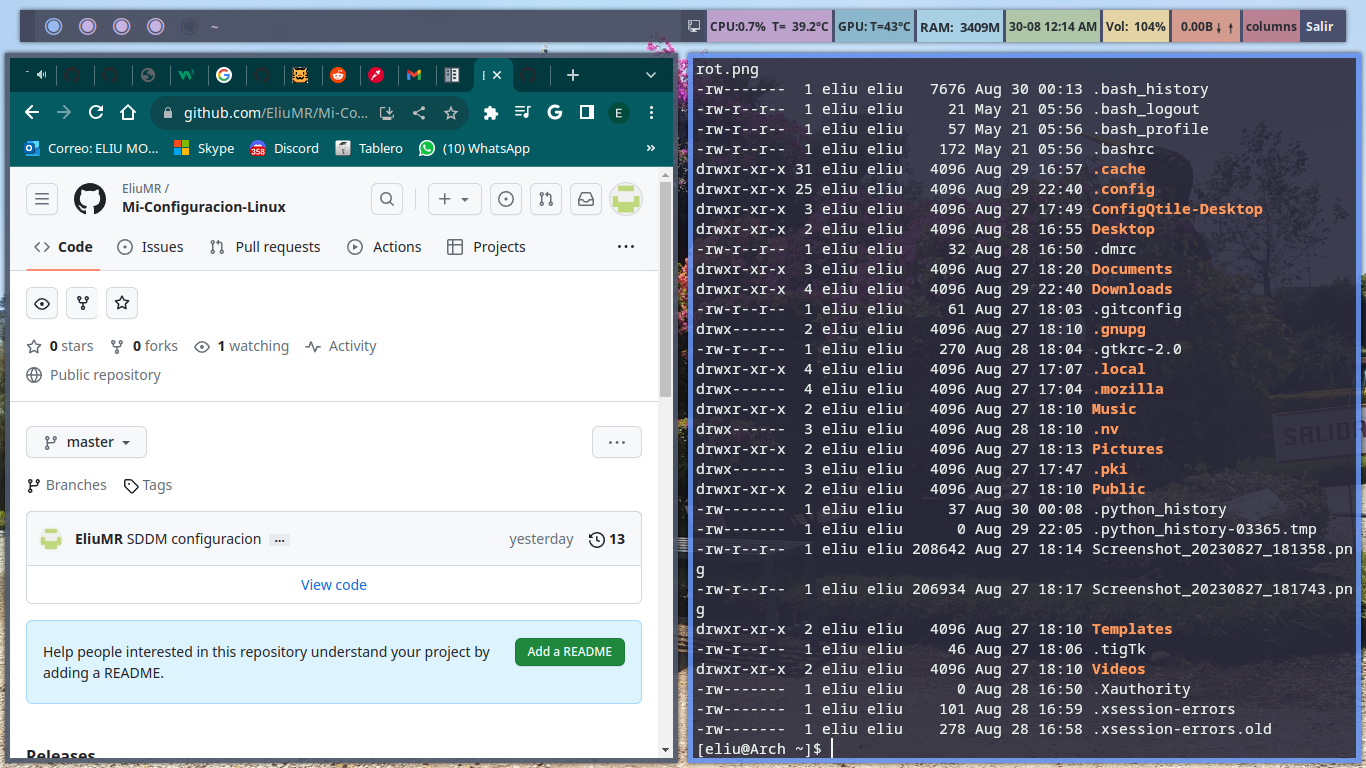 ~
CPU:0.7% T= 39.2°C
GPU: T=43°C
RAM: 3409M
30-08 12:14 AM
Vol: 104%
0.00B↓ ↑
columns
Salir
github.com/EliuMR/Mi-Co...
E
Correo: ELIU MO...
Skype
358
Discord
Tablero
(10) WhatsApp
»
EliuMR /
Mi-Configuracion-Linux
Code
Issues
Pull requests
Actions
Projects
0 stars
0 forks
1 watching
Activity
Public repository
master
Branches
Tags
EliuMR SDDM configuracion
yesterday
13
View code
Help people interested in this repository understand your project by
adding a README.
Add a README
Releases
rot.png
-rw-------  1 eliu eliu   7676 Aug 30 00:13 .bash_history
-rw-r--r--  1 eliu eliu     21 May 21 05:56 .bash_logout
-rw-r--r--  1 eliu eliu     57 May 21 05:56 .bash_profile
-rw-r--r--  1 eliu eliu    172 May 21 05:56 .bashrc
drwxr-xr-x 31 eliu eliu   4096 Aug 29 16:57 .cache
drwxr-xr-x 25 eliu eliu   4096 Aug 29 22:40 .config
drwxr-xr-x  3 eliu eliu   4096 Aug 27 17:49 ConfigQtile-Desktop
drwxr-xr-x  2 eliu eliu   4096 Aug 28 16:55 Desktop
-rw-r--r--  1 eliu eliu     32 Aug 28 16:50 .dmrc
drwxr-xr-x  3 eliu eliu   4096 Aug 27 18:20 Documents
drwxr-xr-x  4 eliu eliu   4096 Aug 29 22:40 Downloads
-rw-r--r--  1 eliu eliu     61 Aug 27 18:03 .gitconfig
drwx------  2 eliu eliu   4096 Aug 27 18:10 .gnupg
-rw-r--r--  1 eliu eliu    270 Aug 28 18:04 .gtkrc-2.0
drwxr-xr-x  4 eliu eliu   4096 Aug 27 17:07 .local
drwx------  4 eliu eliu   4096 Aug 27 17:04 .mozilla
drwxr-xr-x  2 eliu eliu   4096 Aug 27 18:10 Music
drwx------  3 eliu eliu   4096 Aug 28 18:10 .nv
drwxr-xr-x  2 eliu eliu   4096 Aug 27 18:13 Pictures
drwx------  3 eliu eliu   4096 Aug 27 17:47 .pki
drwxr-xr-x  2 eliu eliu   4096 Aug 27 18:10 Public
-rw-------  1 eliu eliu     37 Aug 30 00:08 .python_history
-rw-------  1 eliu eliu      0 Aug 29 22:05 .python_history-03365.tmp
-rw-r--r--  1 eliu eliu 208642 Aug 27 18:14 Screenshot_20230827_181358.pn
g
-rw-r--r--  1 eliu eliu 206934 Aug 27 18:17 Screenshot_20230827_181743.pn
g
drwxr-xr-x  2 eliu eliu   4096 Aug 27 18:10 Templates
-rw-r--r--  1 eliu eliu     46 Aug 27 18:06 .tigTk
drwxr-xr-x  2 eliu eliu   4096 Aug 27 18:10 Videos
-rw-------  1 eliu eliu      0 Aug 28 16:50 .Xauthority
-rw-------  1 eliu eliu    101 Aug 28 16:59 .xsession-errors
-rw-------  1 eliu eliu    278 Aug 28 16:58 .xsession-errors.old
[eliu@Arch ~]$
SALIDA